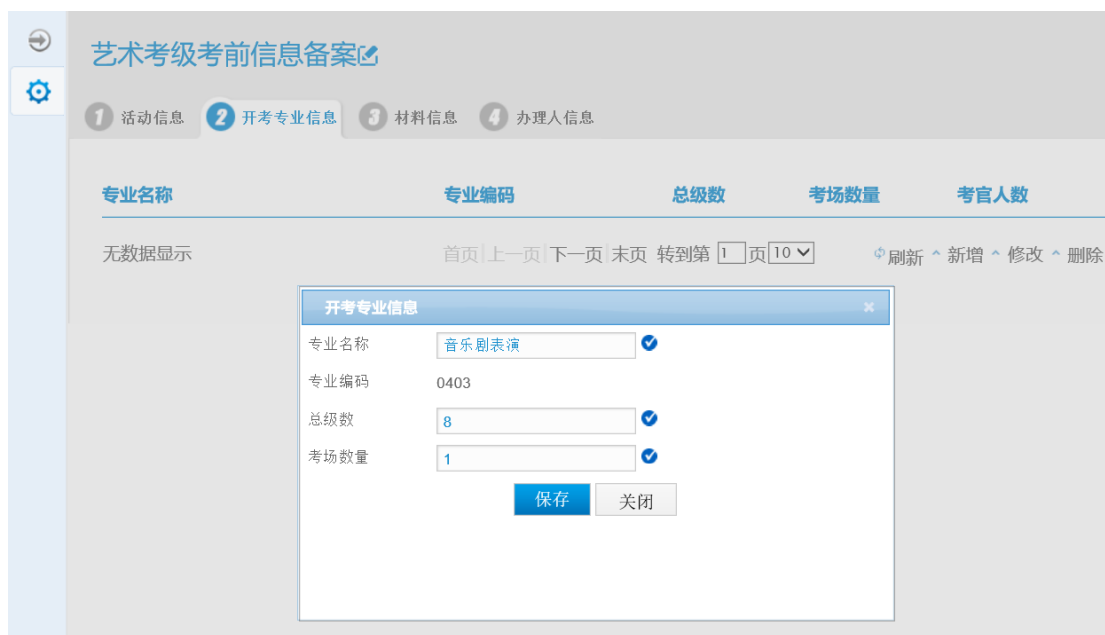 艺术考级考前信息备案
1 活动信息 2 开考专业信息 3 材料信息 4 办理人信息
专业名称 专业编码 总级数 考场数量 考官人数
无数据显示 首页 上一页 下一页 末页 转到第 1 页 10 刷新 ^ 新增 ^ 修改 ^ 删除
开考专业信息 ×
专业名称 音乐剧表演
专业编码 0403
总级数 8
考场数量 1
保存 关闭